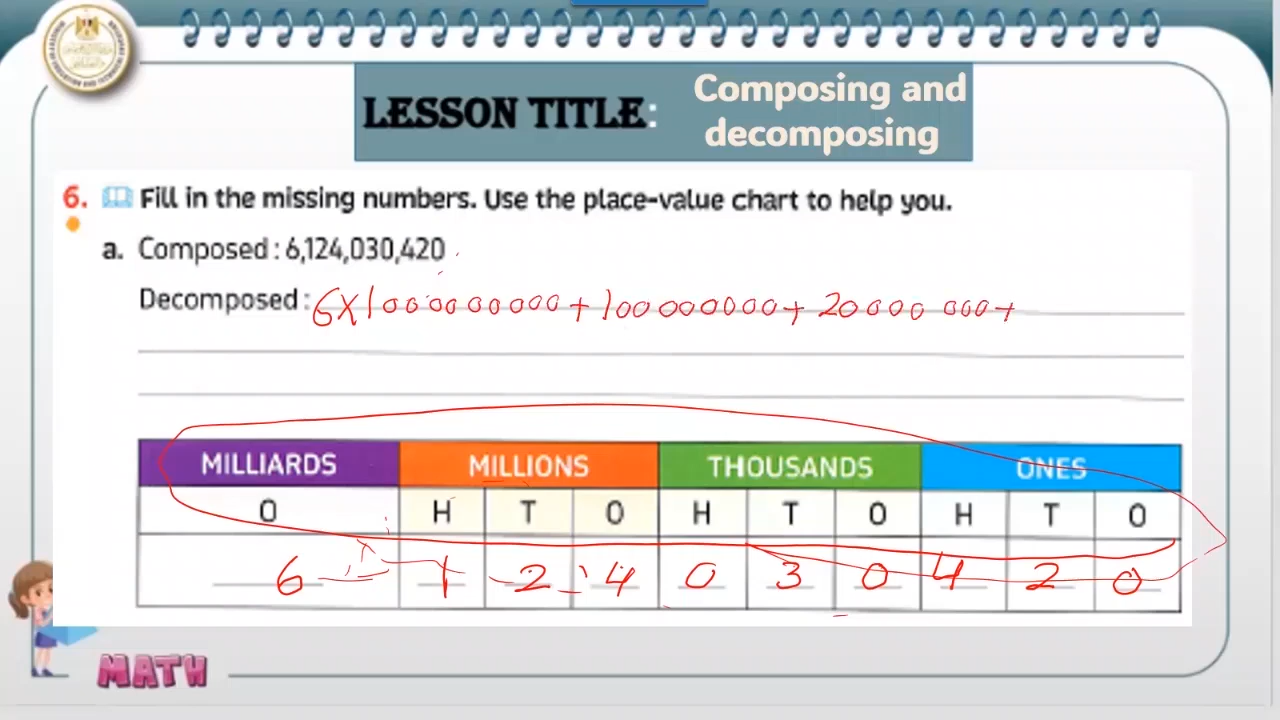 LESSON TITLE: Composing and decomposing
6. Fill in the missing numbers. Use the place-value chart to help you.
a. Composed : 6,124,030,420
Decomposed : 6X1000000000+100000000+20000000+
MILLIARDS MILLIONS THOUSANDS ONES
O H T O H T O H T O
6 1 2 4 0 3 0 4 2 0
MATH